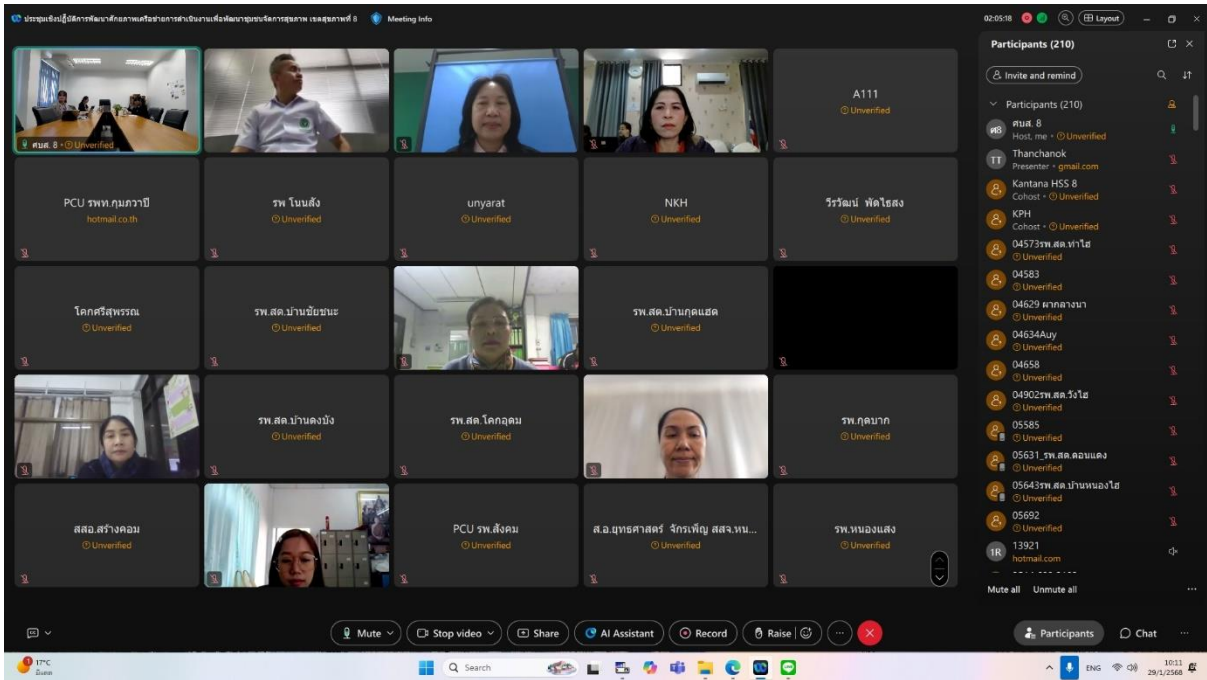 ประชุมเชิงปฏิบัติการพัฒนาศักยภาพเครือข่ายการดำเนินงานเพื่อพัฒนาชุมชนจัดการสุขภาพ เขตสุขภาพที่ 8
Meeting Info
02:05:18
Layout
ศบส. 8
Unverified
A111
Unverified
PCU รพท.กุมภวาปี
hotmail.co.th
รพ โนนสัง
Unverified
unyarat
Unverified
NKH
Unverified
วีรวัฒน์ พัดไธสง
Unverified
โคกศรีสุพรรณ
Unverified
รพ.สต.บ้านชัยชนะ
Unverified
รพ.สต.บ้านกุดแฮด
Unverified
รพ.สต.บ้านดงบัง
Unverified
รพ.สต.โคกอุดม
Unverified
รพ.กุดบาก
Unverified
สสอ.สร้างคอม
Unverified
PCU รพ.สังคม
Unverified
ส.อ.ยุทธศาสตร์ จักรเพ็ญ สสจ.หน...
Unverified
รพ.หนองแสง
Unverified
Participants (210)
Invite and remind
Participants (210)
ศ8
ศบส. 8
Host, me • Unverified
TT
Thanchanok
Presenter • gmail.com
Kantana HSS 8
Cohost • Unverified
KPH
Cohost • Unverified
04573รพ.สต.ท่าไฮ
Unverified
04583
Unverified
04629 ผากลางนา
Unverified
04634Auy
Unverified
04658
Unverified
04902รพ.สต.วังไฮ
Unverified
05585
Unverified
05631_รพ.สต.ดอนแดง
Unverified
05643รพ.สต.บ้านหนองไฮ
Unverified
05692
Unverified
1R
13921
hotmail.com
Mute all Unmute all
Mute
Stop video
Share
AI Assistant
Record
Raise
Participants
Chat
1
17°C
Search
ENG
10:11
29/1/2568